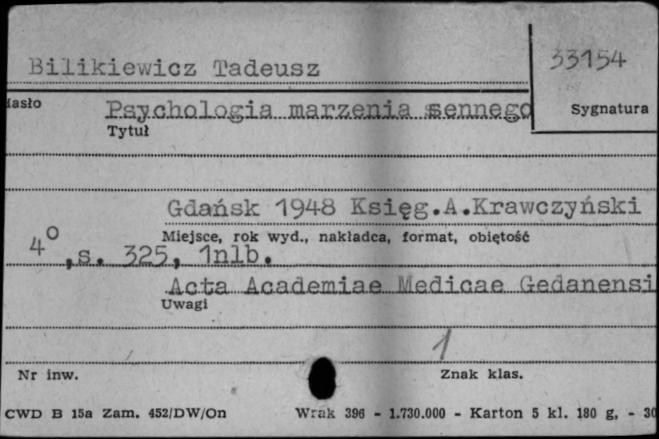 33154
Bilikiewicz Tadeusz
Hasło
Psychologia marzenia sennego
Sygnatura
Tytuł
Gdańsk 1948 Księg.A.Krawczyński
Miejsce, rok wyd., nakładca, format, objętość
4⁰,s. 325, 1nlb.
Acta Academiae Medicae Gedanensi
Uwagi
1
Nr inw.
Znak klas.
CWD B 15a Zam. 452/DW/On Wrak 396 - 1.730.000 - Karton 5 kl. 180 g, - 30